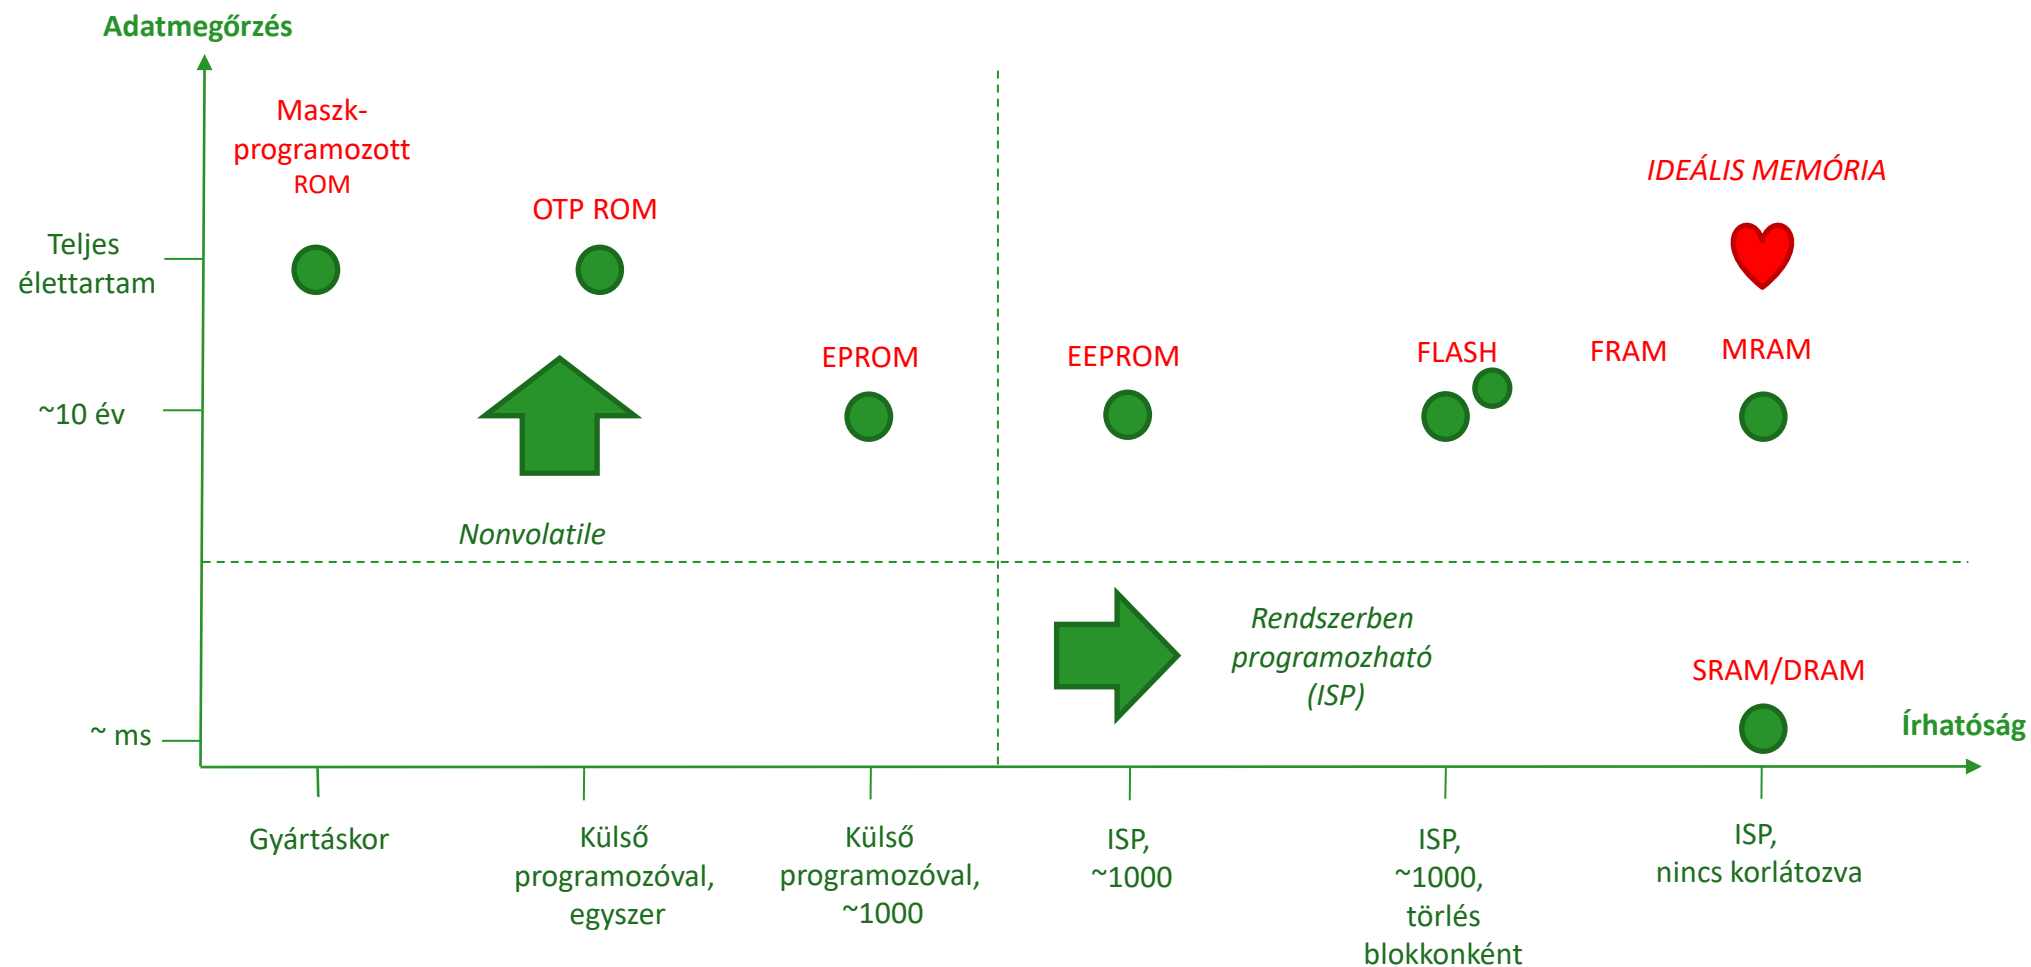 Adatmegőrzés
Maszk-
programozott
ROM
OTP ROM
IDEÁLIS MEMÓRIA
Teljes
élettartam
EPROM
EEPROM
FLASH
FRAM
MRAM
~10 év
Nonvolatile
Rendszerben
programozható
(ISP)
SRAM/DRAM
~ ms
Írhatóság
Gyártáskor
Külső
programozóval,
egyszer
Külső
programozóval,
~1000
ISP,
~1000
ISP,
~1000,
törlés
blokkonként
ISP,
nincs korlátozva